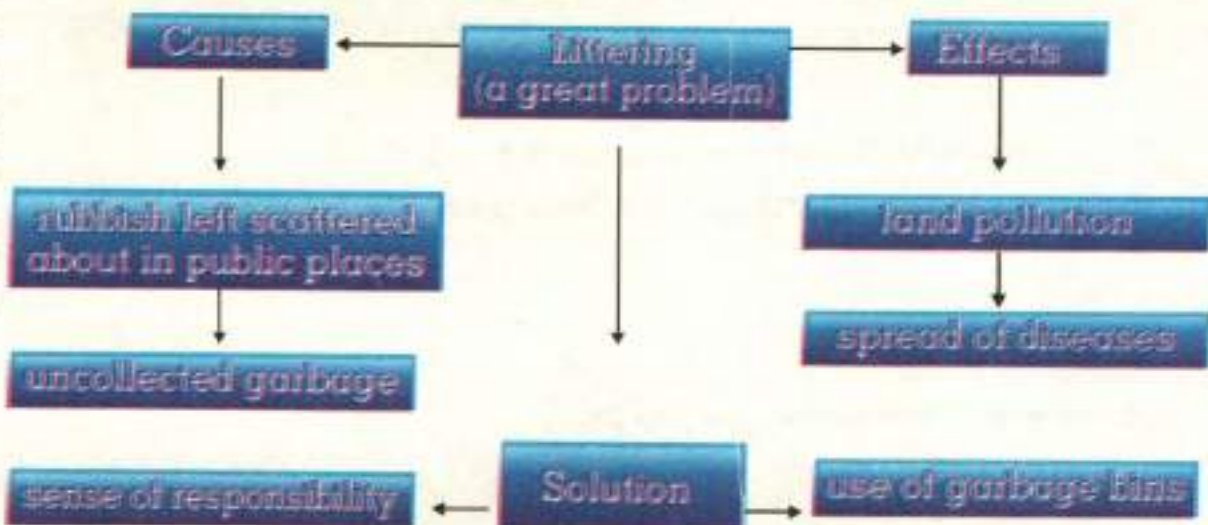 Causes
Littering
(a great problem)
Effects
rubbish left scattered
about in public places
land pollution
uncollected garbage
spread of diseases
sense of responsibility
Solution
use of garbage bins